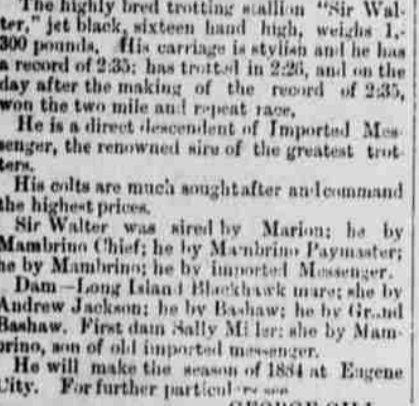 The highly bred trotting stallion "Sir Wal-
ter," jet black, sixteen hand high, weighs 1,-
300 pounds. His carriage is stylish and he has
a record of 2:35; has trotted in 2:26, and on the
day after the making of the record of 2:35,
won the two mile and repeat race.
He is a direct descendent of Imported Mes-
senger, the renowned sire of the greatest trot-
ters.
His colts are much sought after and command
the highest prices.
Sir Walter was sired by Marion; he by
Mambrino Chief; he by Mambrino Paymaster;
he by Mambrino; he by imported Messenger.
Dam—Long Island Blackhawk mare; she by
Andrew Jackson; he by Bashaw; he by Grand
Bashaw. First dam Sally Miller; she by Mam-
brino, son of old imported messenger.
He will make the season of 1884 at Eugene
City. For further particulars see